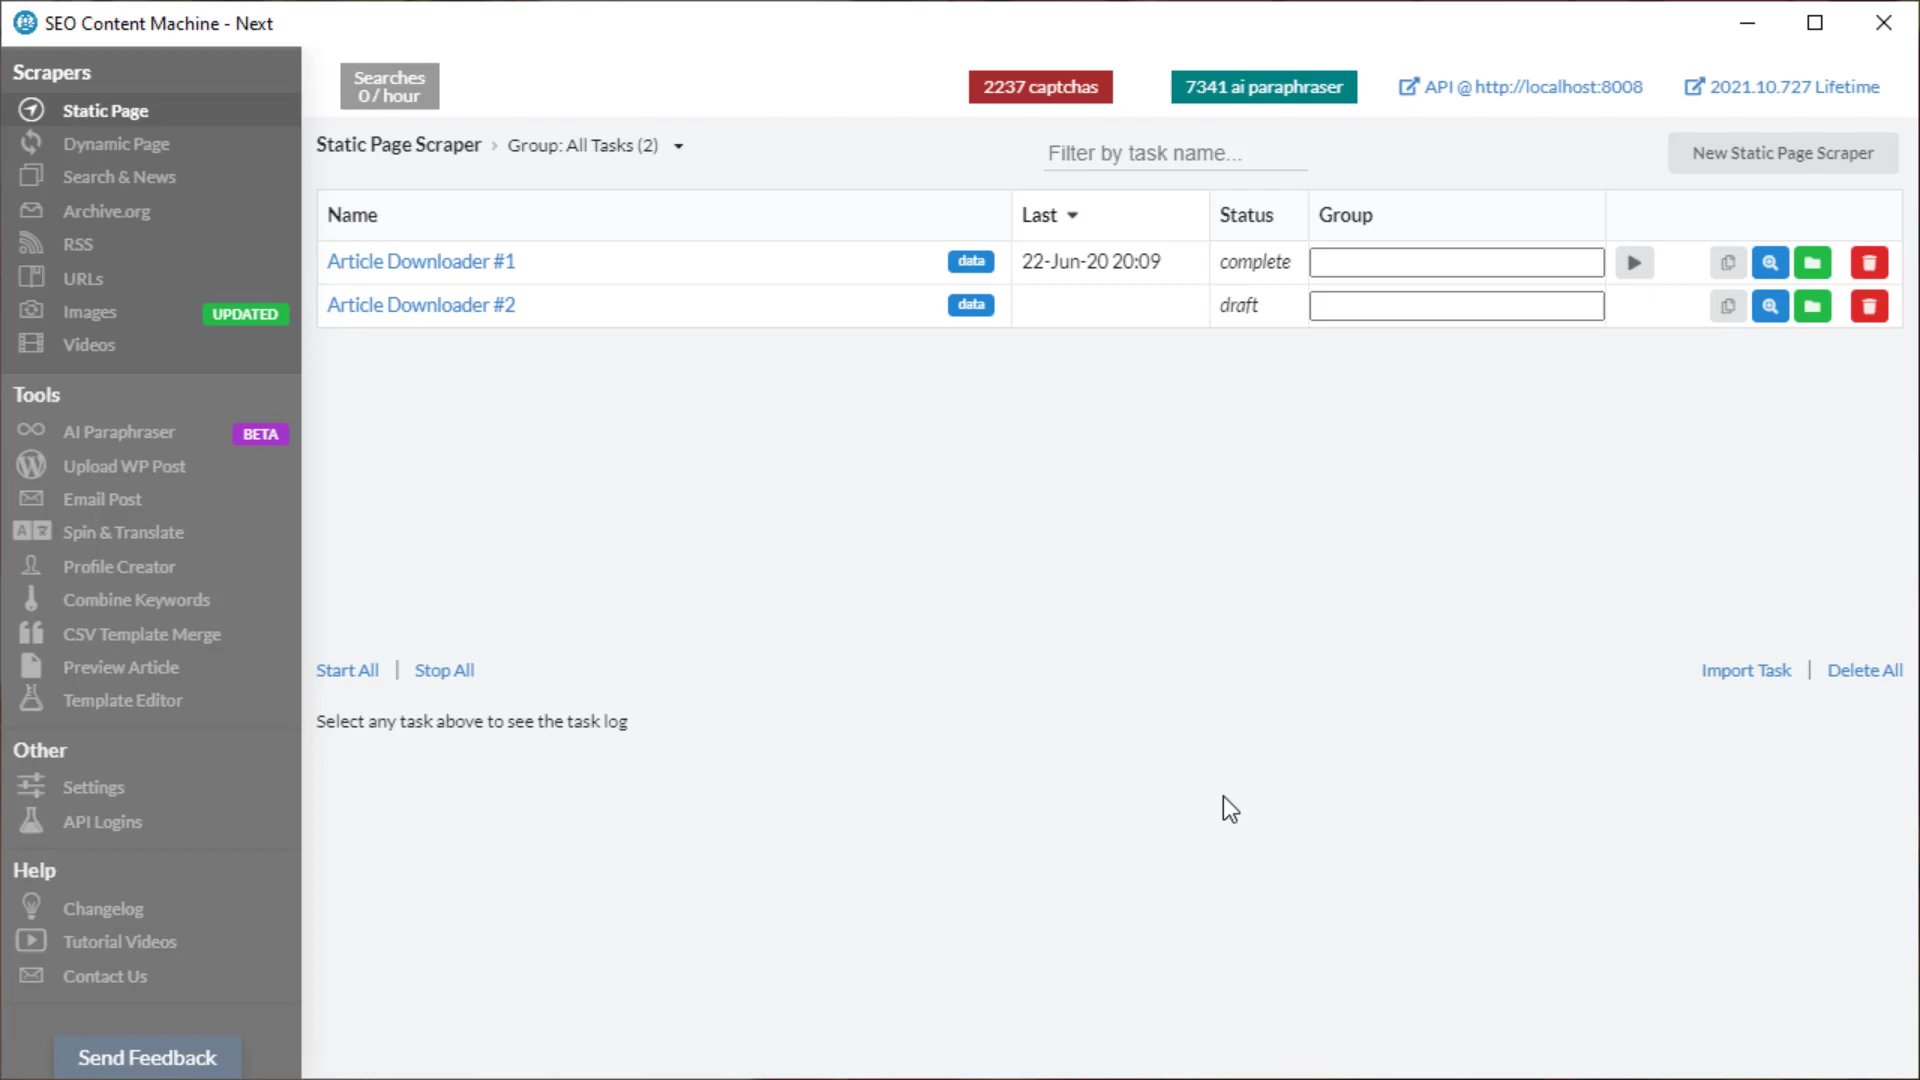 SEO Content Machine - Next
Scrapers
Static Page
Dynamic Page
Search & News
Archive.org
RSS
URLs
Images UPDATED
Videos
Tools
AI Paraphraser BETA
Upload WP Post
Email Post
Spin & Translate
Profile Creator
Combine Keywords
CSV Template Merge
Preview Article
Template Editor
Other
Settings
API Logins
Help
Changelog
Tutorial Videos
Contact Us
Send Feedback
Searches
0 / hour
2237 captchas
7341 ai paraphraser
API @ http://localhost:8008
2021.10.727 Lifetime
Static Page Scraper › Group: All Tasks (2)
Filter by task name...
New Static Page Scraper
Name Last Status Group
Article Downloader #1 data 22-Jun-20 20:09 complete
Article Downloader #2 data draft
Start All | Stop All
Import Task | Delete All
Select any task above to see the task log